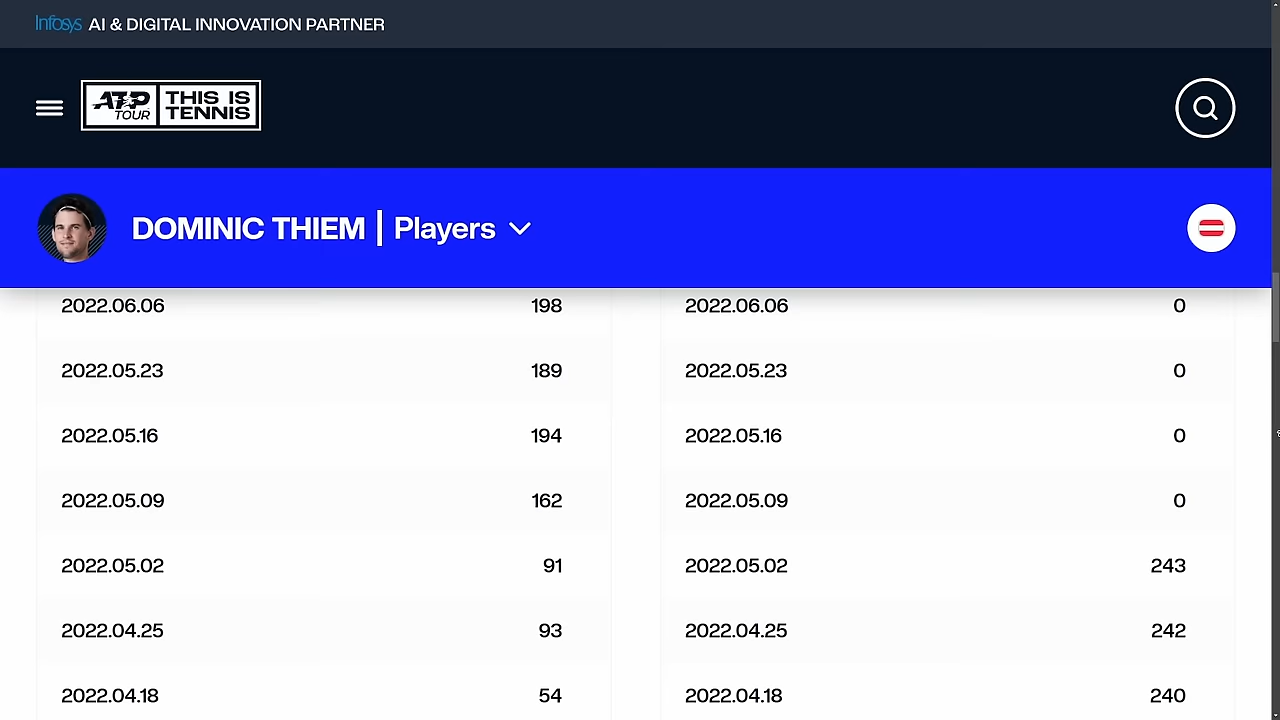 Infosys AI & DIGITAL INNOVATION PARTNER
ATP TOUR THIS IS TENNIS
DOMINIC THIEM | Players
2022.06.06 198 2022.06.06 0
2022.05.23 189 2022.05.23 0
2022.05.16 194 2022.05.16 0
2022.05.09 162 2022.05.09 0
2022.05.02 91 2022.05.02 243
2022.04.25 93 2022.04.25 242
2022.04.18 54 2022.04.18 240